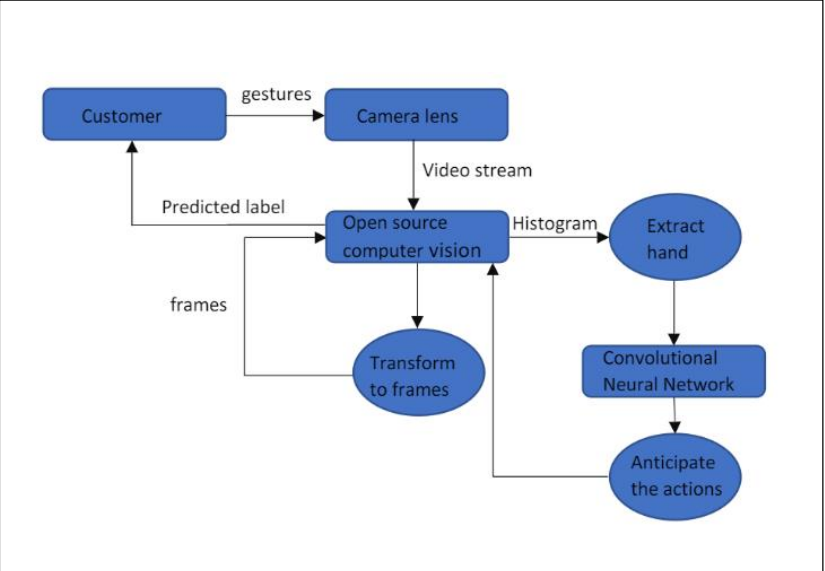 gestures
Customer
Camera lens
Video stream
Predicted label
Open source
computer vision
Histogram
Extract
hand
frames
Transform
to frames
Convolutional
Neural Network
Anticipate
the actions